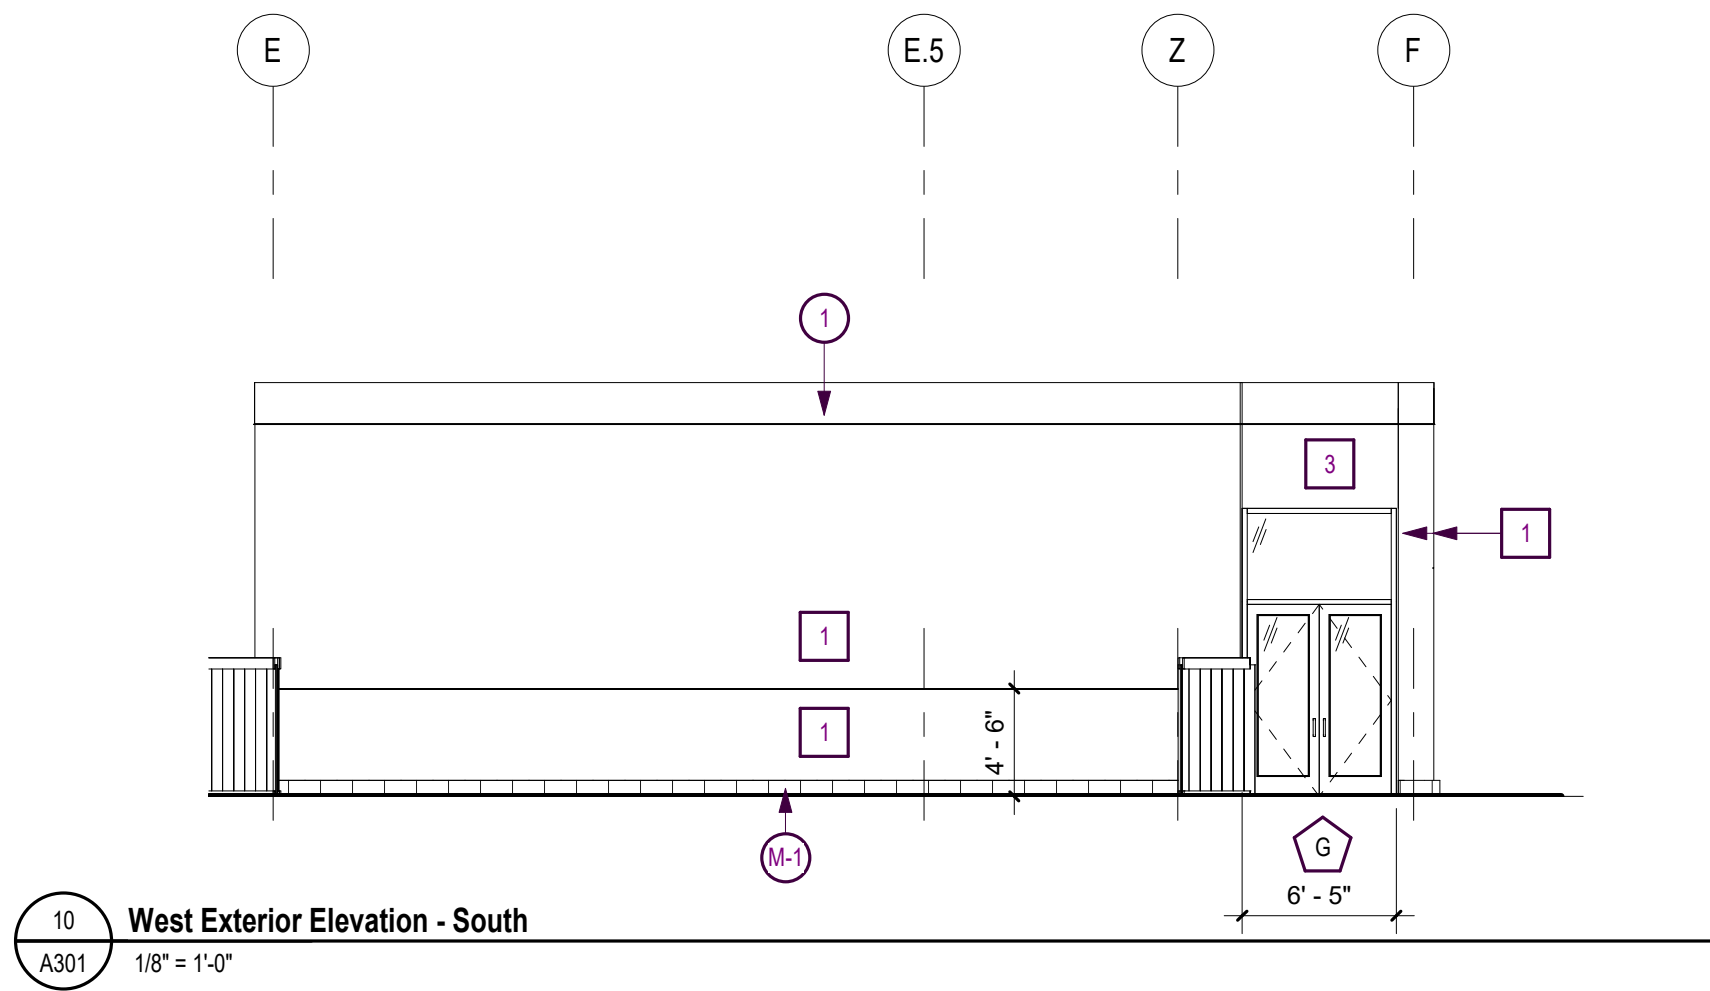 E
E.5
Z
F
1
3
1
1
1
4' - 6"
M-1
G
6' - 5"
10
West Exterior Elevation - South
A301
1/8" = 1'-0"